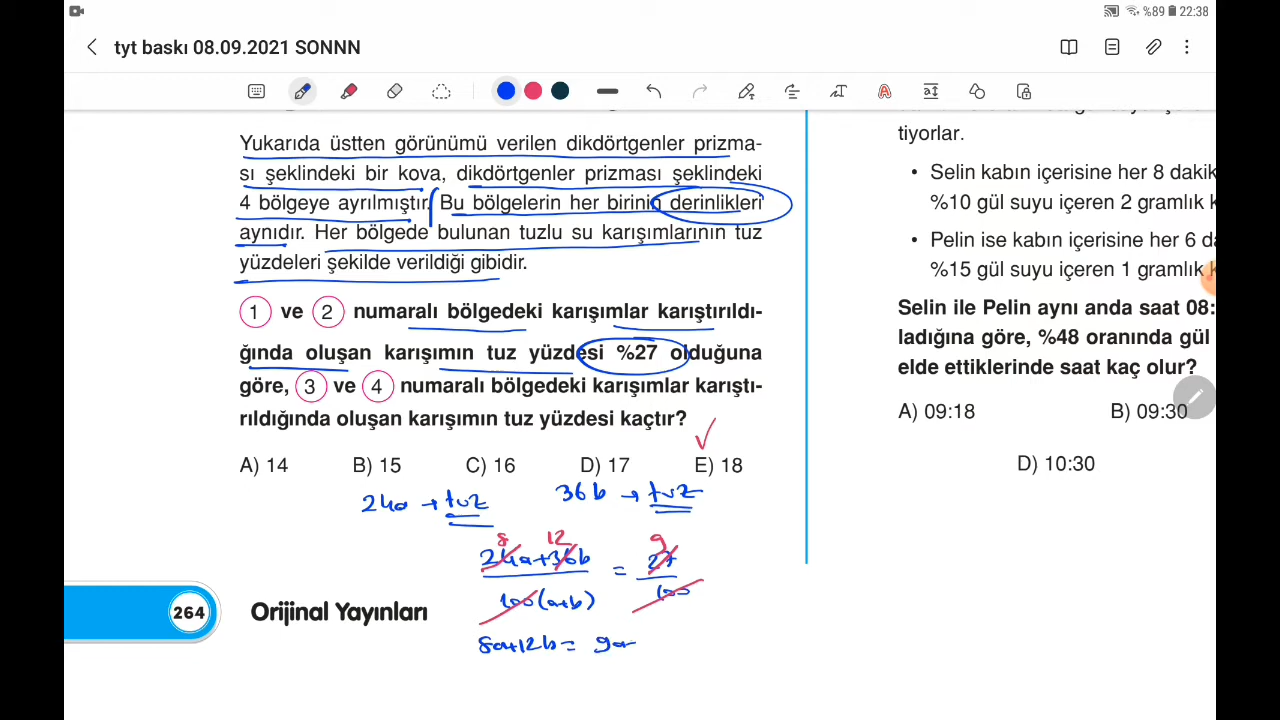 %89 22:38
tyt baskı 08.09.2021 SONNN
Yukarıda üstten görünümü verilen dikdörtgenler prizma-
sı şeklindeki bir kova, dikdörtgenler prizması şeklindeki
4 bölgeye ayrılmıştır. Bu bölgelerin her birinin derinlikleri
aynıdır. Her bölgede bulunan tuzlu su karışımlarının tuz
yüzdeleri şekilde verildiği gibidir.
1 ve 2 numaralı bölgedeki karışımlar karıştırıldı-
ğında oluşan karışımın tuz yüzdesi %27 olduğuna
göre, 3 ve 4 numaralı bölgedeki karışımlar karıştı-
rıldığında oluşan karışımın tuz yüzdesi kaçtır?
A) 14 B) 15 C) 16 D) 17 E) 18
24a → tuz 36b → tuz
8 12 9
24a+36b = 27
100(a+b) 100
8a+12b = 9a
264 Orijinal Yayınları
tiyorlar.
• Selin kabın içerisine her 8 dakik
%10 gül suyu içeren 2 gramlık k
• Pelin ise kabın içerisine her 6 da
%15 gül suyu içeren 1 gramlık k
Selin ile Pelin aynı anda saat 08:
ladığına göre, %48 oranında gül
elde ettiklerinde saat kaç olur?
A) 09:18 B) 09:30
D) 10:30